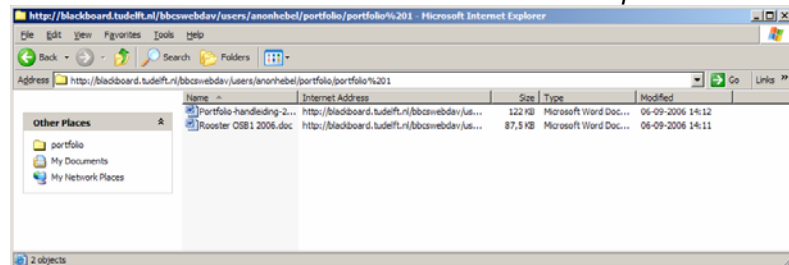 http://blackboard.tudelft.nl/bbcswebdav/users/anonhebel/portfolio/portfolio%201 - Microsoft Internet Explorer
File Edit View Favorites Tools Help
Back Search Folders
Address http://blackboard.tudelft.nl/bbcswebdav/users/anonhebel/portfolio/portfolio%201 Go Links »
Name Internet Address Size Type Modified
Portfolio-handleiding-2... http://blackboard.tudelft.nl/bbcswebdav/us... 122 KB Microsoft Word Doc... 06-09-2006 14:12
Rooster OSB1 2006.doc http://blackboard.tudelft.nl/bbcswebdav/us... 87,5 KB Microsoft Word Doc... 06-09-2006 14:11
Other Places
portfolio
My Documents
My Network Places
2 objects